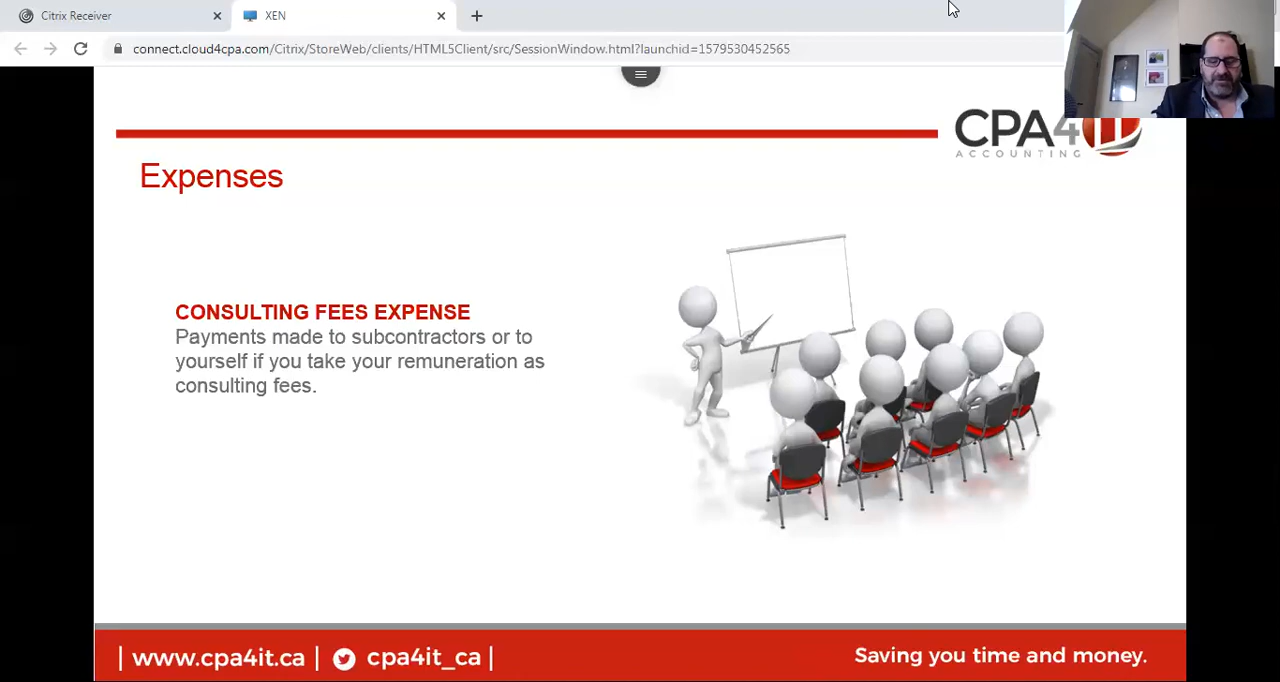 Citrix Receiver
XEN
connect.cloud4cpa.com/Citrix/StoreWeb/clients/HTML5Client/src/SessionWindow.html?launchid=1579530452565
CPA4IT
ACCOUNTING
Expenses
CONSULTING FEES EXPENSE
Payments made to subcontractors or to
yourself if you take your remuneration as
consulting fees.
| www.cpa4it.ca | cpa4it_ca |
Saving you time and money.